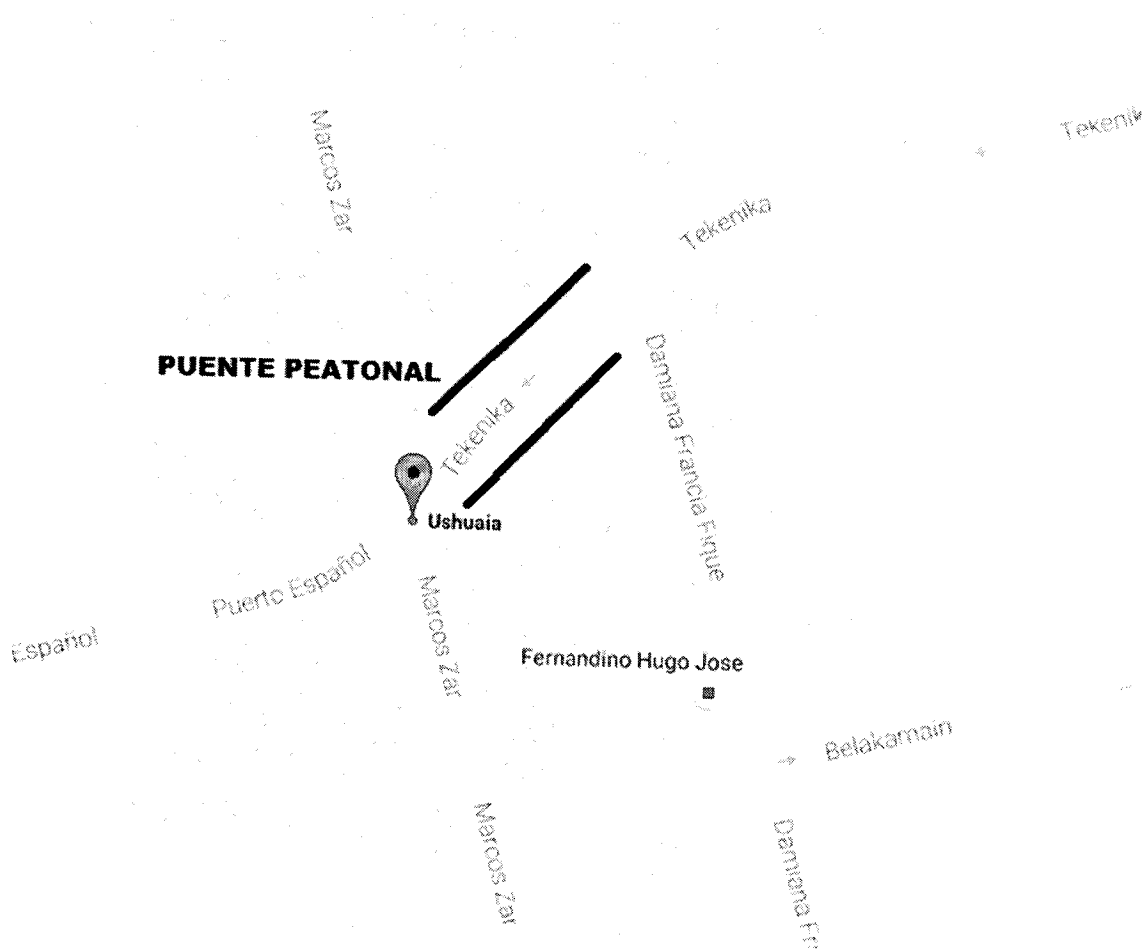 Marcos Zar
Tekenik
Tekenika
PUENTE PEATONAL
Tekenika
Damiana Francia Fique
Ushuaia
Puerto Español
Español
Marcos Zar
Fernandino Hugo Jose
Belakamain
Marcos Zar
Damiana Fra